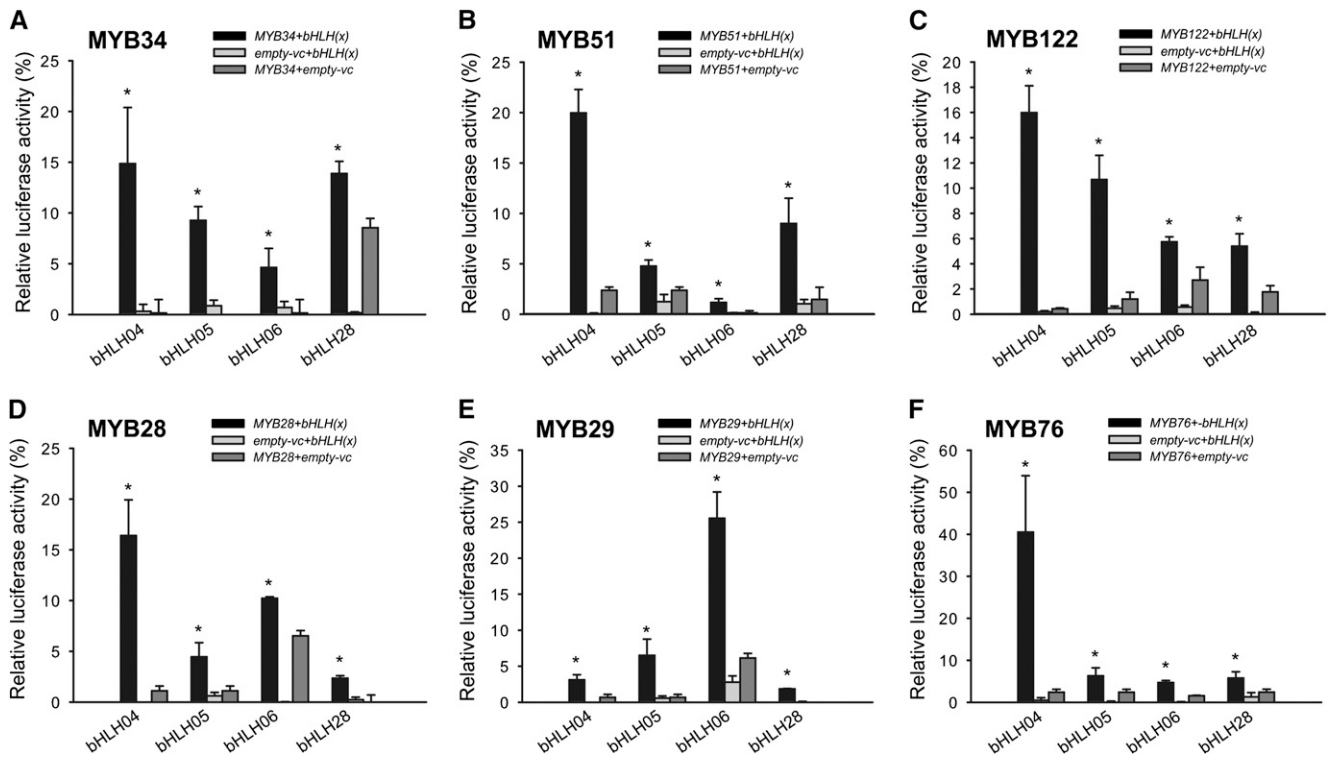 A
MYB34
MYB34+bHLH(x)
empty-vc+bHLH(x)
MYB34+empty-vc
Relative luciferase activity (%)
25
20
15
10
5
0
bHLH04
bHLH05
bHLH06
bHLH28
B
MYB51
MYB51+bHLH(x)
empty-vc+bHLH(x)
MYB51+empty-vc
Relative luciferase activity (%)
25
20
15
10
5
0
bHLH04
bHLH05
bHLH06
bHLH28
C
MYB122
MYB122+bHLH(x)
empty-vc+bHLH(x)
MYB122+empty-vc
Relative luciferase activity (%)
20
18
16
14
12
10
8
6
4
2
0
bHLH04
bHLH05
bHLH06
bHLH28
D
MYB28
MYB28+bHLH(x)
empty-vc+bHLH(x)
MYB28+empty-vc
Relative luciferase activity (%)
25
20
15
10
5
0
bHLH04
bHLH05
bHLH06
bHLH28
E
MYB29
MYB29+bHLH(x)
empty-vc+bHLH(x)
MYB29+empty-vc
Relative luciferase activity (%)
35
30
25
20
15
10
5
0
bHLH04
bHLH05
bHLH06
bHLH28
F
MYB76
MYB76+-bHLH(x)
empty-vc+bHLH(x)
MYB76+empty-vc
Relative luciferase activity (%)
60
50
40
30
20
10
0
bHLH04
bHLH05
bHLH06
bHLH28